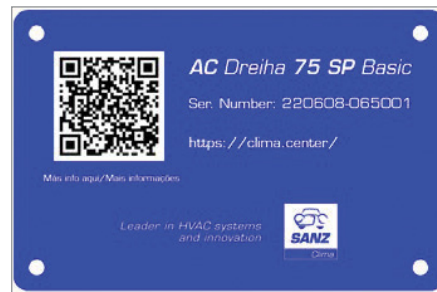 AC Dreiha 75 SP Basic
Ser. Number: 220608-065001
https://clima.center/
Más info aquí/Mais informações
Leader in HVAC systems
and innovation
SANZ
Clima